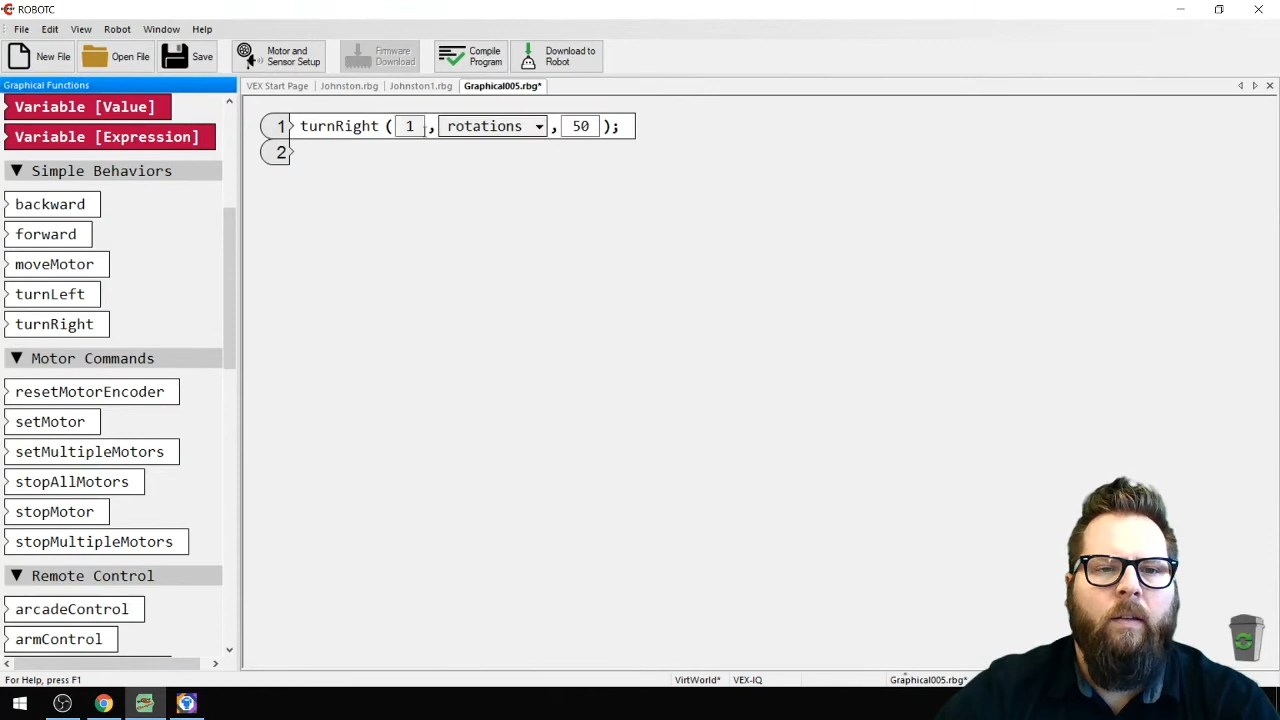 ROBOTC
File Edit View Robot Window Help
New File Open File Save Motor and Sensor Setup Firmware Download Compile Program Download to Robot
Graphical Functions
VEX Start Page Johnston.rbg Johnston1.rbg Graphical005.rbg*
Variable [Value]
Variable [Expression]
Simple Behaviors
backward
forward
moveMotor
turnLeft
turnRight
Motor Commands
resetMotorEncoder
setMotor
setMultipleMotors
stopAllMotors
stopMotor
stopMultipleMotors
Remote Control
arcadeControl
armControl
1 turnRight ( 1 , rotations , 50 );
2
For Help, press F1
VirtWorld* VEX-IQ Graphical005.rbg*